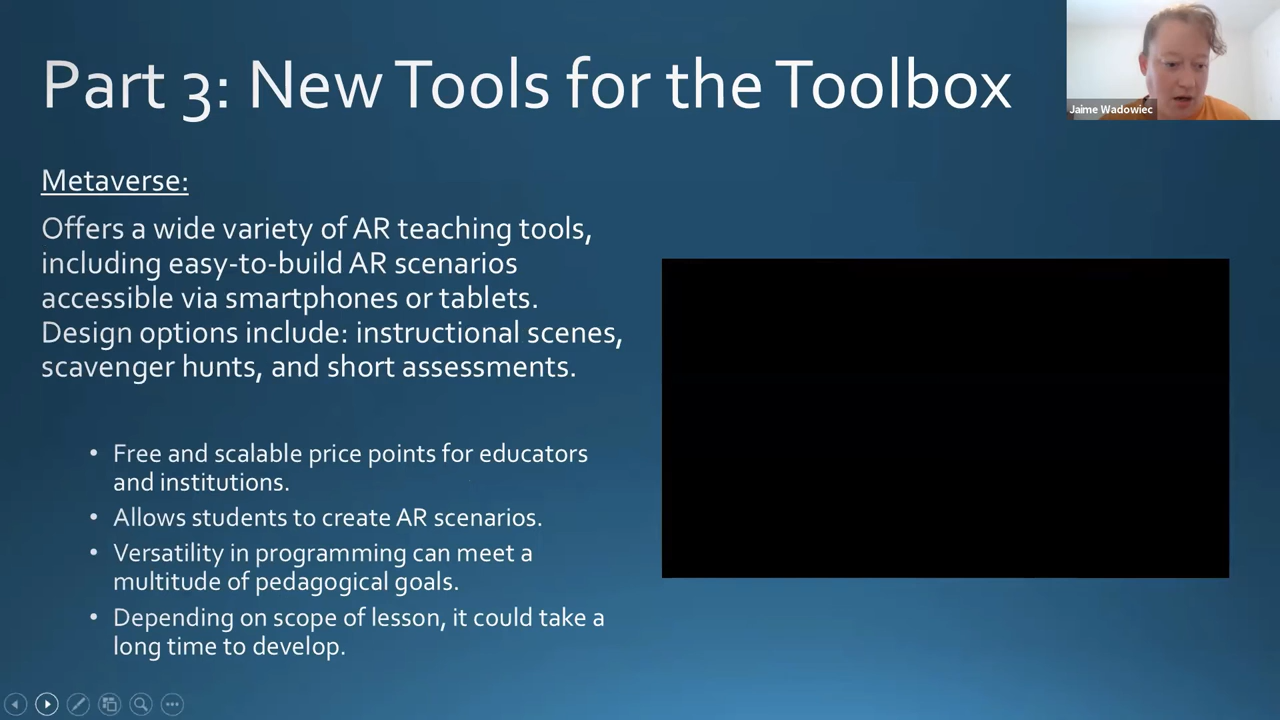 Part 3: New Tools for the Toolbox
Jaime Wadowiec
Metaverse:
Offers a wide variety of AR teaching tools,
including easy-to-build AR scenarios
accessible via smartphones or tablets.
Design options include: instructional scenes,
scavenger hunts, and short assessments.
• Free and scalable price points for educators
and institutions.
• Allows students to create AR scenarios.
• Versatility in programming can meet a
multitude of pedagogical goals.
• Depending on scope of lesson, it could take a
long time to develop.